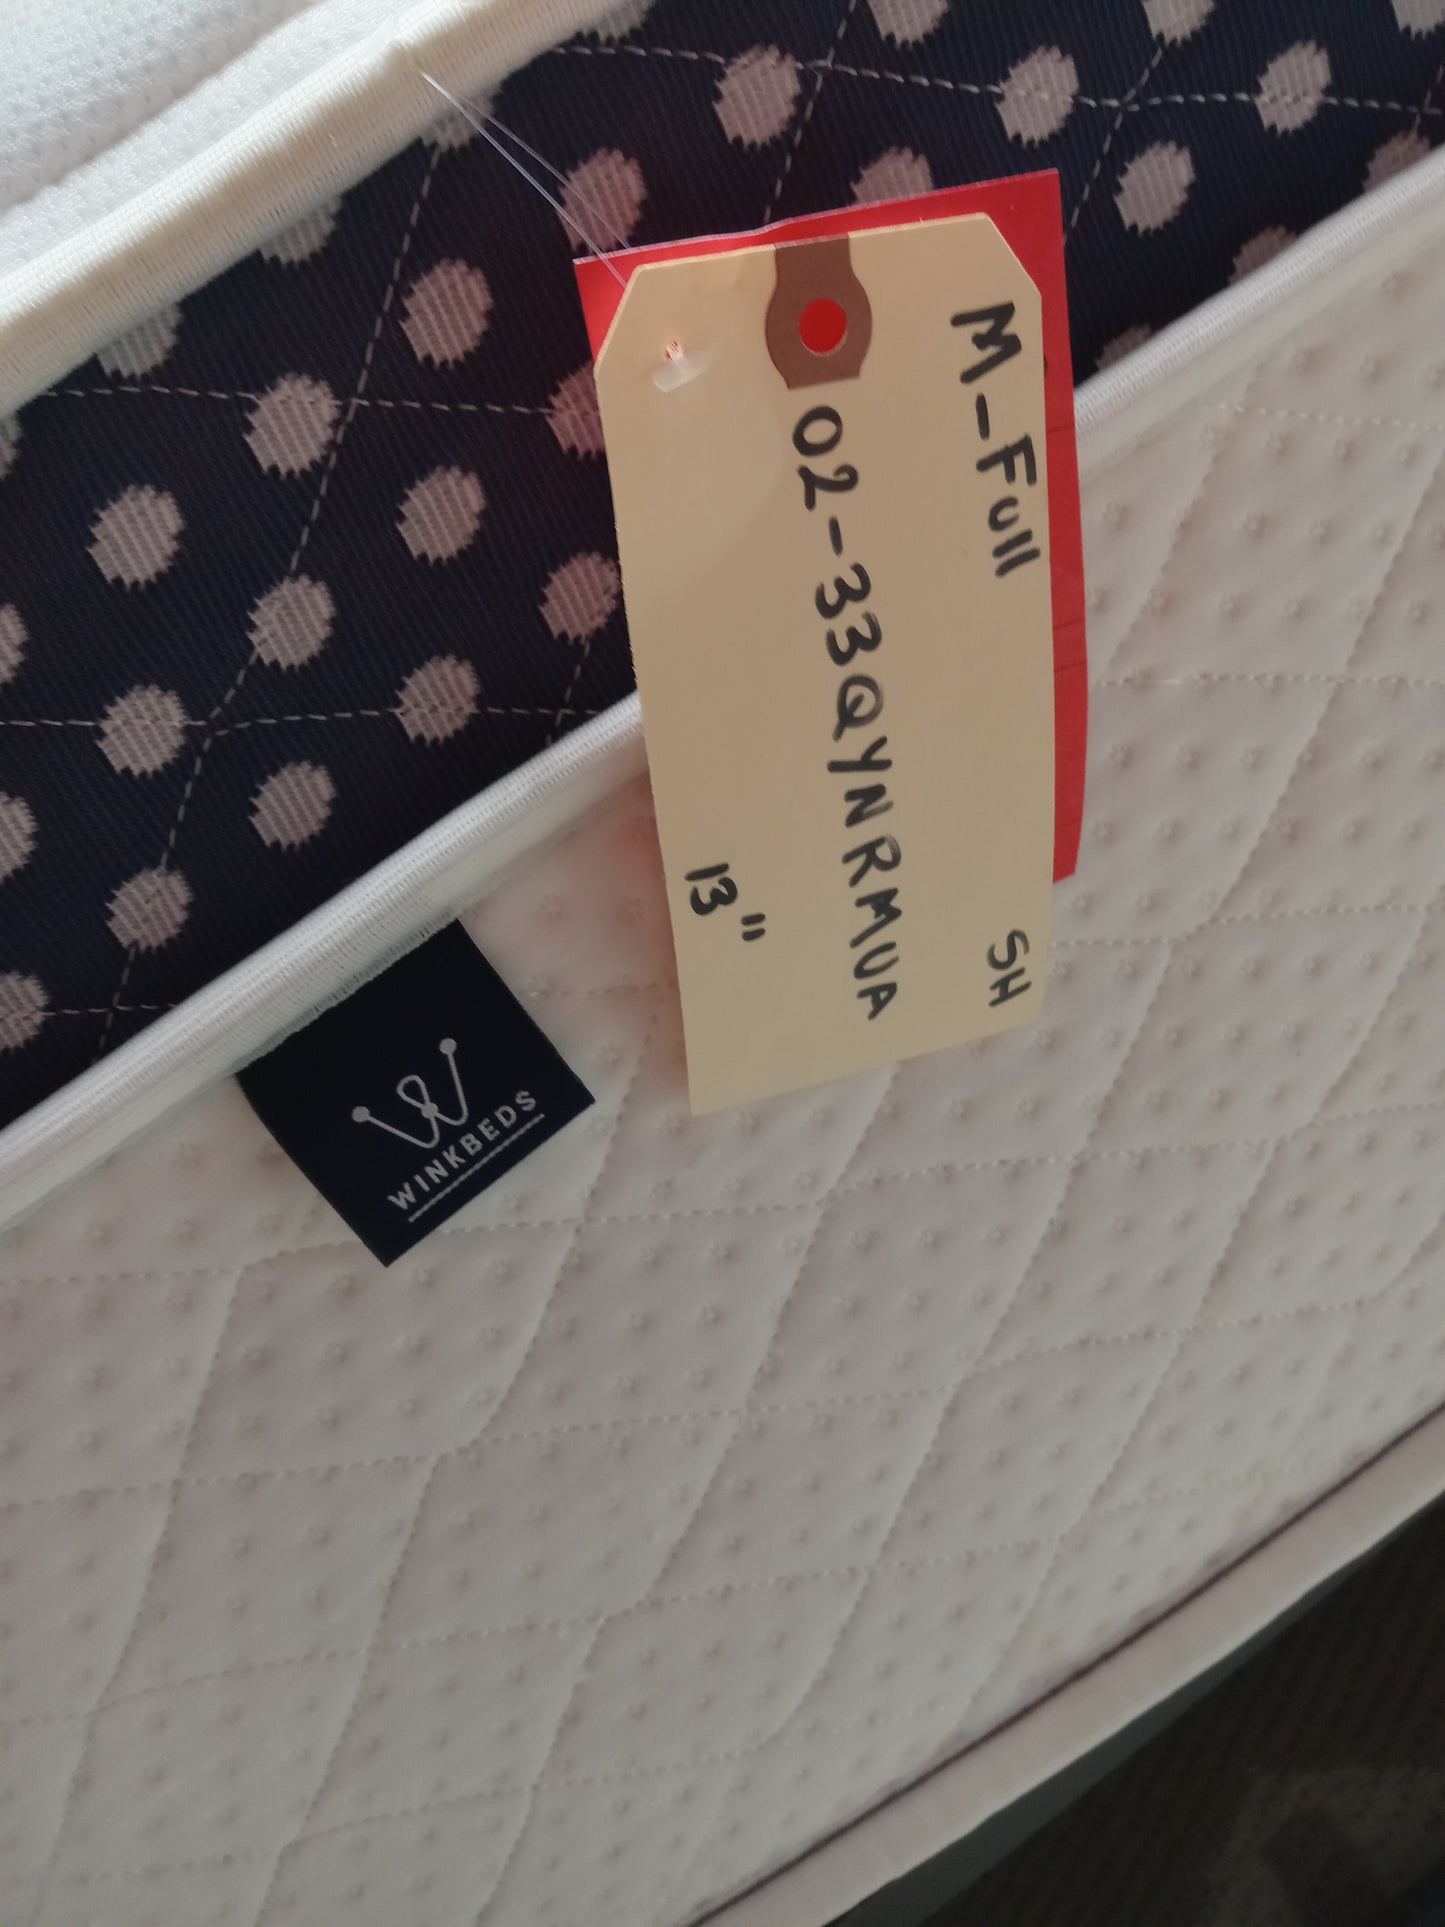 M-Full
SH
02-33QYNRMUA
13"
WINKBEDS